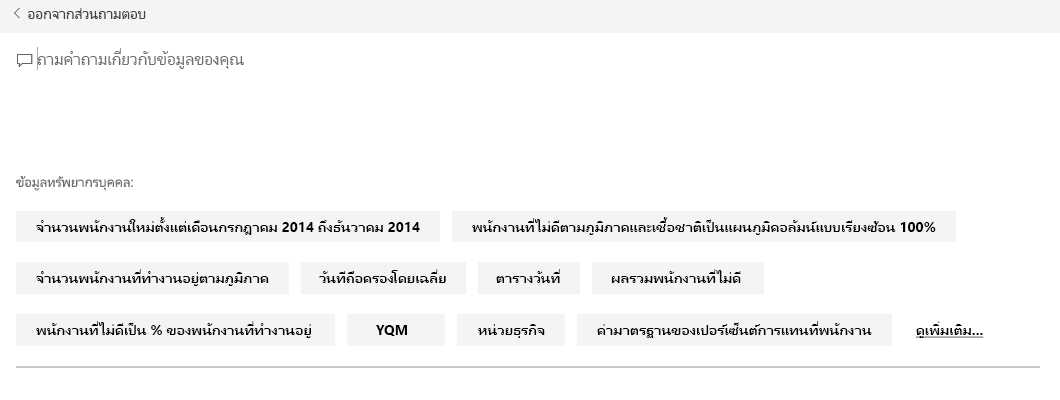 ออกจากส่วนถามตอบ
ถามคำถามเกี่ยวกับข้อมูลของคุณ
ข้อมูลทรัพยากรบุคคล:
จำนวนพนักงานใหม่ตั้งแต่เดือนกรกฎาคม 2014 ถึงธันวาคม 2014 พนักงานที่ไม่ดีตามภูมิภาคและเชื้อชาติเป็นแผนภูมิคอลัมน์แบบเรียงซ้อน 100%
จำนวนพนักงานที่ทำงานอยู่ตามภูมิภาค วันที่ถือครองโดยเฉลี่ย ตารางวันที่ ผลรวมพนักงานที่ไม่ดี
พนักงานที่ไม่ดีเป็น % ของพนักงานที่ทำงานอยู่ YQM หน่วยธุรกิจ ค่ามาตรฐานของเปอร์เซ็นต์การแทนที่พนักงาน ดูเพิ่มเติม...